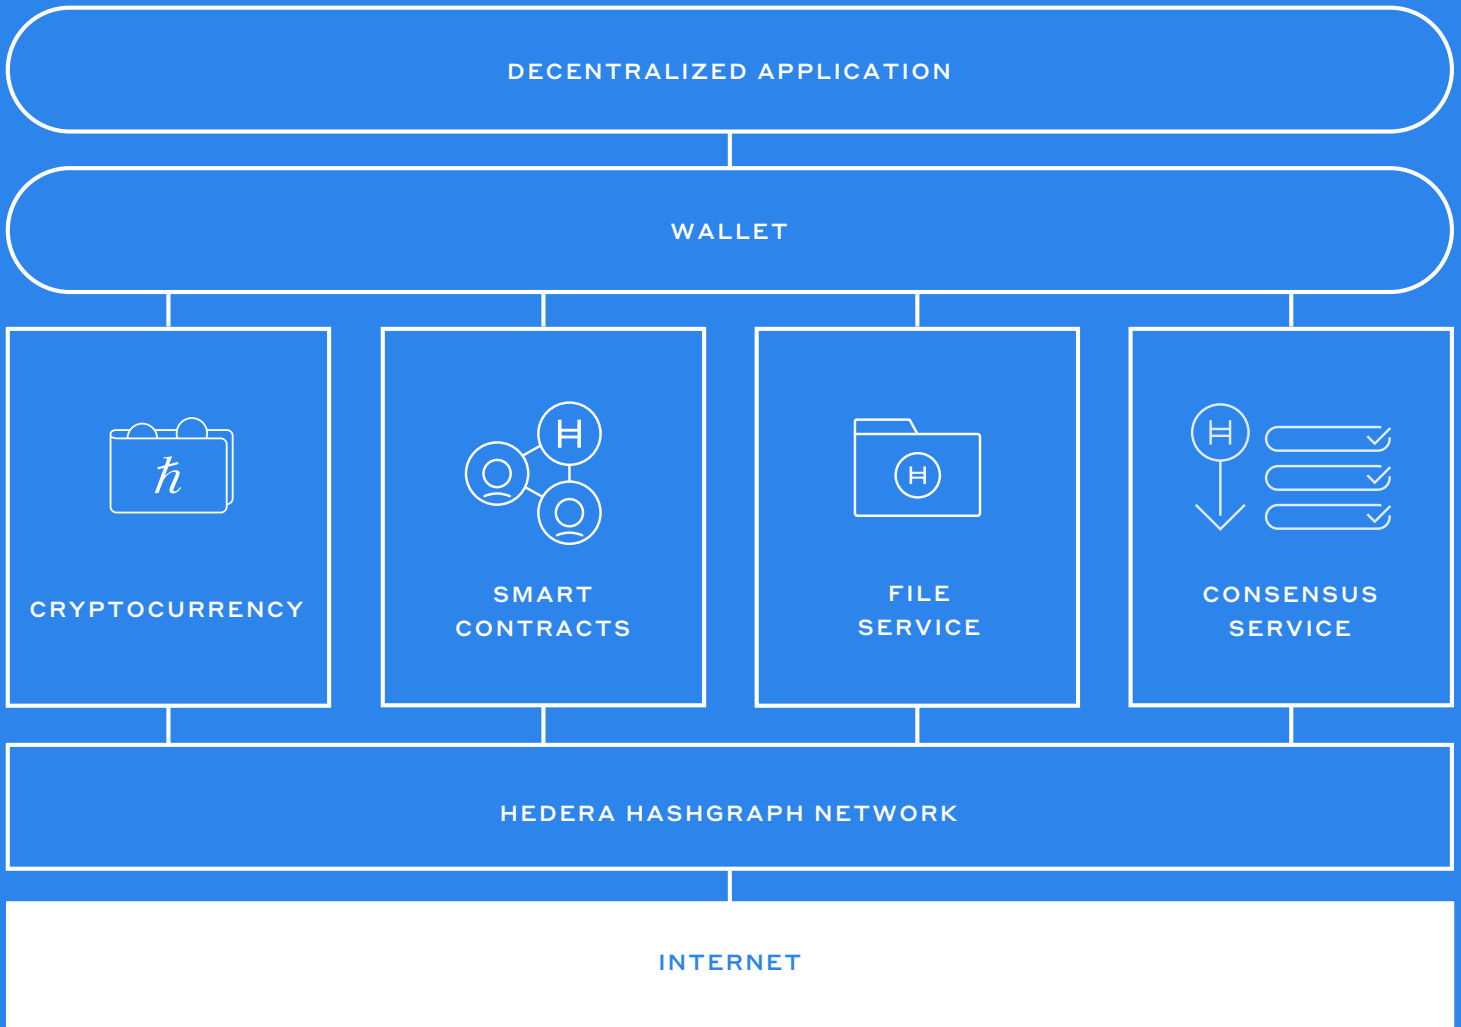 DECENTRALIZED APPLICATION
WALLET
ℏ
CRYPTOCURRENCY
SMART
CONTRACTS
FILE
SERVICE
CONSENSUS
SERVICE
HEDERA HASHGRAPH NETWORK
INTERNET